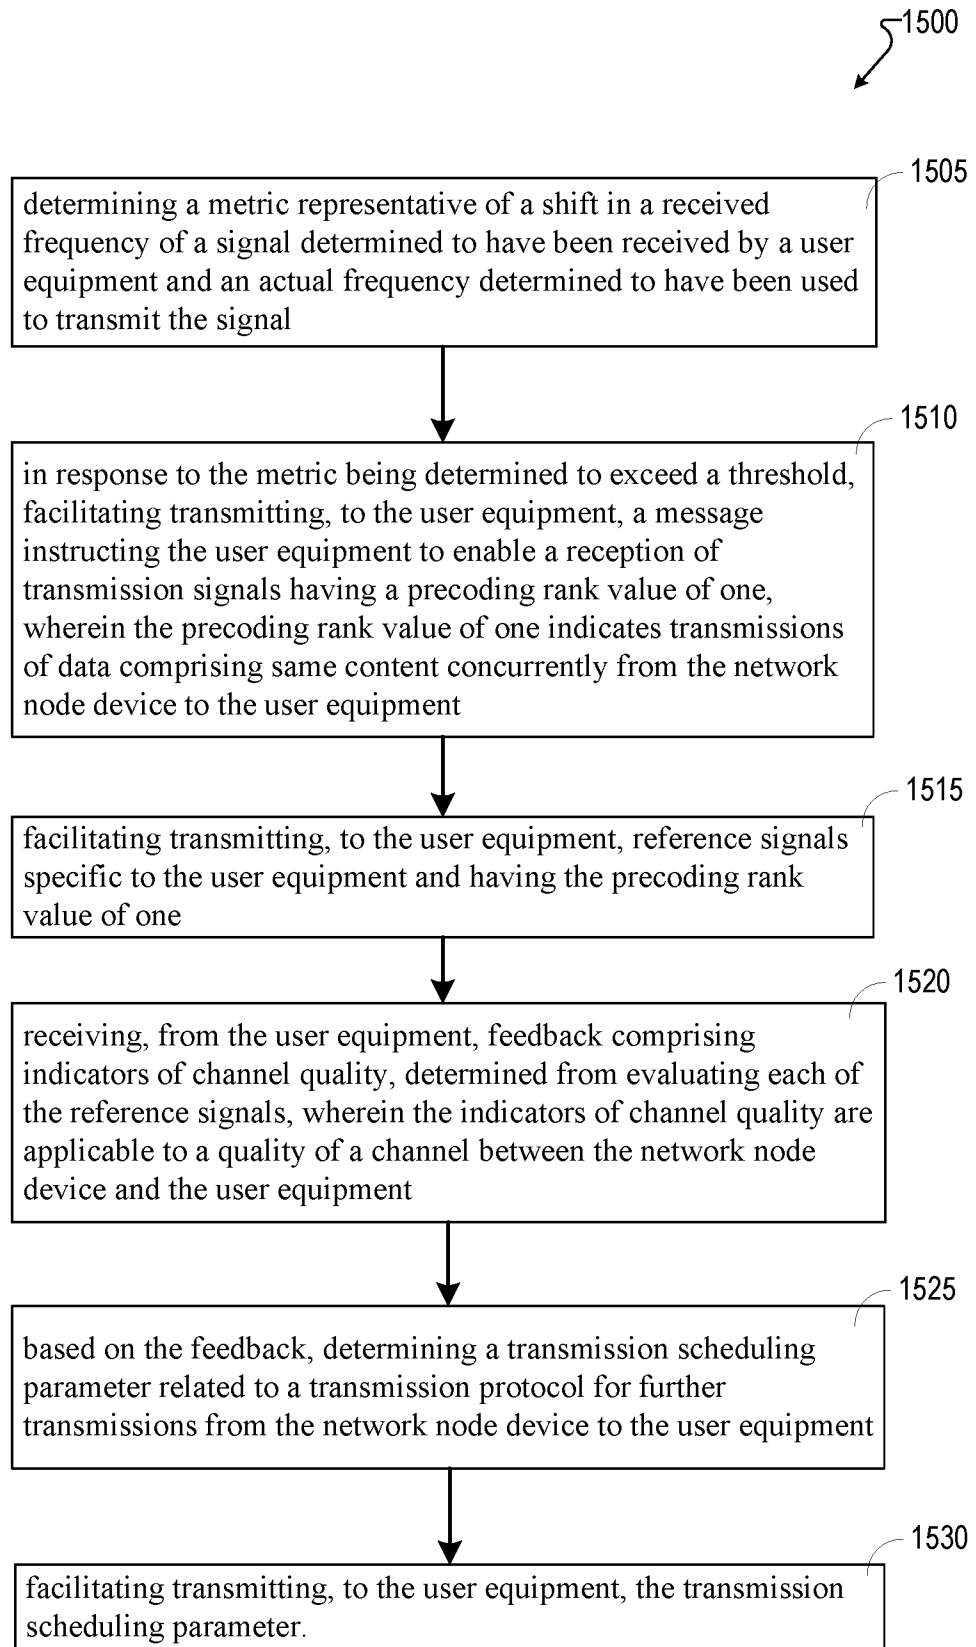 1500
1505
determining a metric representative of a shift in a received
frequency of a signal determined to have been received by a user
equipment and an actual frequency determined to have been used
to transmit the signal
1510
in response to the metric being determined to exceed a threshold,
facilitating transmitting, to the user equipment, a message
instructing the user equipment to enable a reception of
transmission signals having a precoding rank value of one,
wherein the precoding rank value of one indicates transmissions
of data comprising same content concurrently from the network
node device to the user equipment
1515
facilitating transmitting, to the user equipment, reference signals
specific to the user equipment and having the precoding rank
value of one
1520
receiving, from the user equipment, feedback comprising
indicators of channel quality, determined from evaluating each of
the reference signals, wherein the indicators of channel quality are
applicable to a quality of a channel between the network node
device and the user equipment
1525
based on the feedback, determining a transmission scheduling
parameter related to a transmission protocol for further
transmissions from the network node device to the user equipment
1530
facilitating transmitting, to the user equipment, the transmission
scheduling parameter.